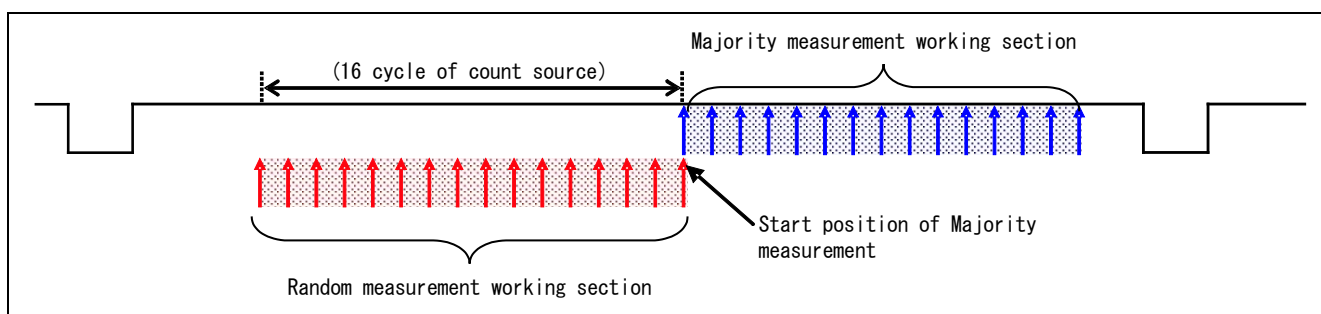 Majority measurement working section
(16 cycle of count source)
Start position of Majority
measurement
Random measurement working section